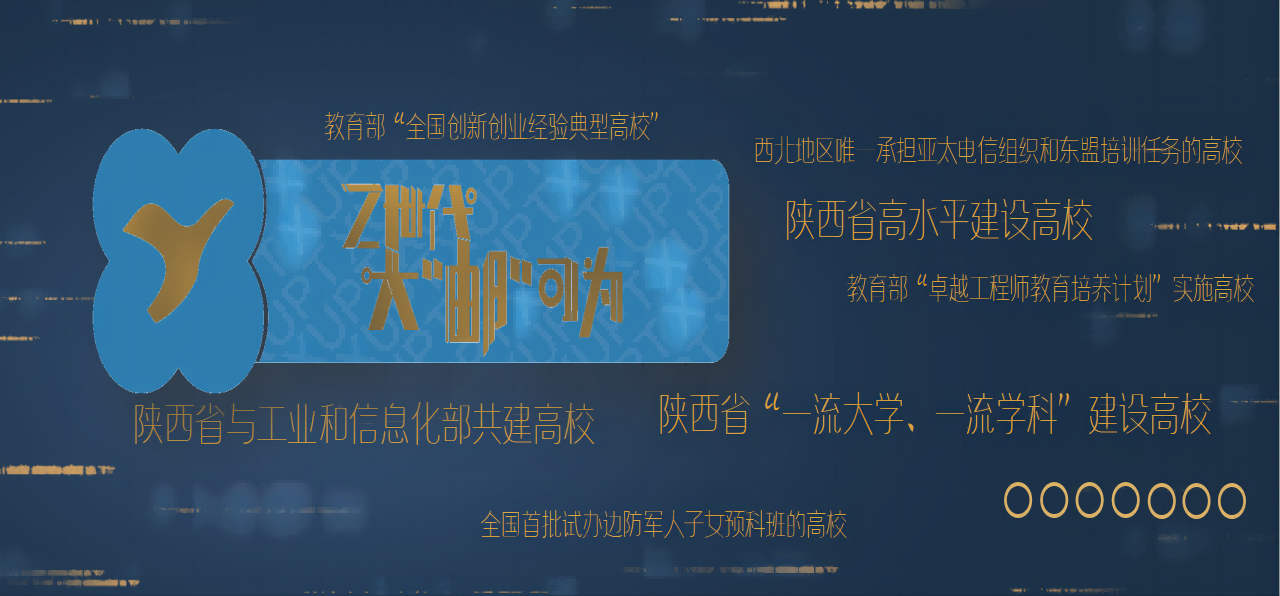 教育部“全国创新创业经验典型高校”
西北地区唯一承担亚太电信组织和东盟培训任务的高校
Z世代
大“邮”可为
陕西省高水平建设高校
教育部“卓越工程师教育培养计划”实施高校
陕西省与工业和信息化部共建高校
陕西省“一流大学、一流学科”建设高校
全国首批试办边防军人子女预科班的高校